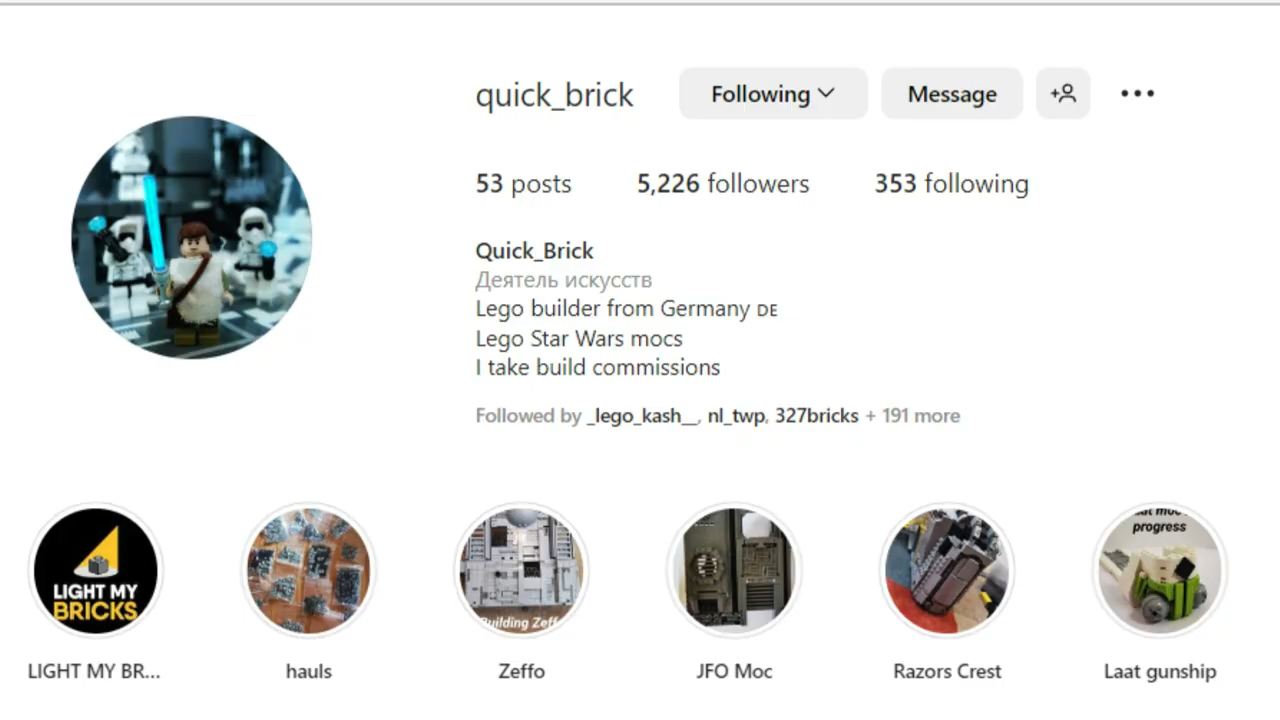 quick_brick Following Message
53 posts 5,226 followers 353 following
Quick_Brick
Деятель искусств
Lego builder from Germany DE
Lego Star Wars mocs
I take build commissions
Followed by _lego_kash__, nl_twp, 327bricks + 191 more
LIGHT MY
BRICKS
Building Zeff
progress
LIGHT MY BR... hauls Zeffo JFO Moc Razors Crest Laat gunship